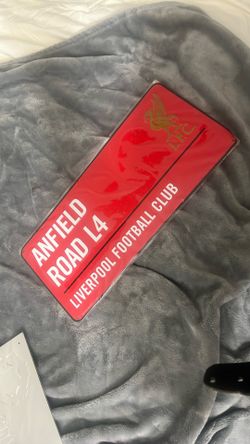 L.F.C.
ANFIELD
ROAD L4
LIVERPOOL FOOTBALL CLUB